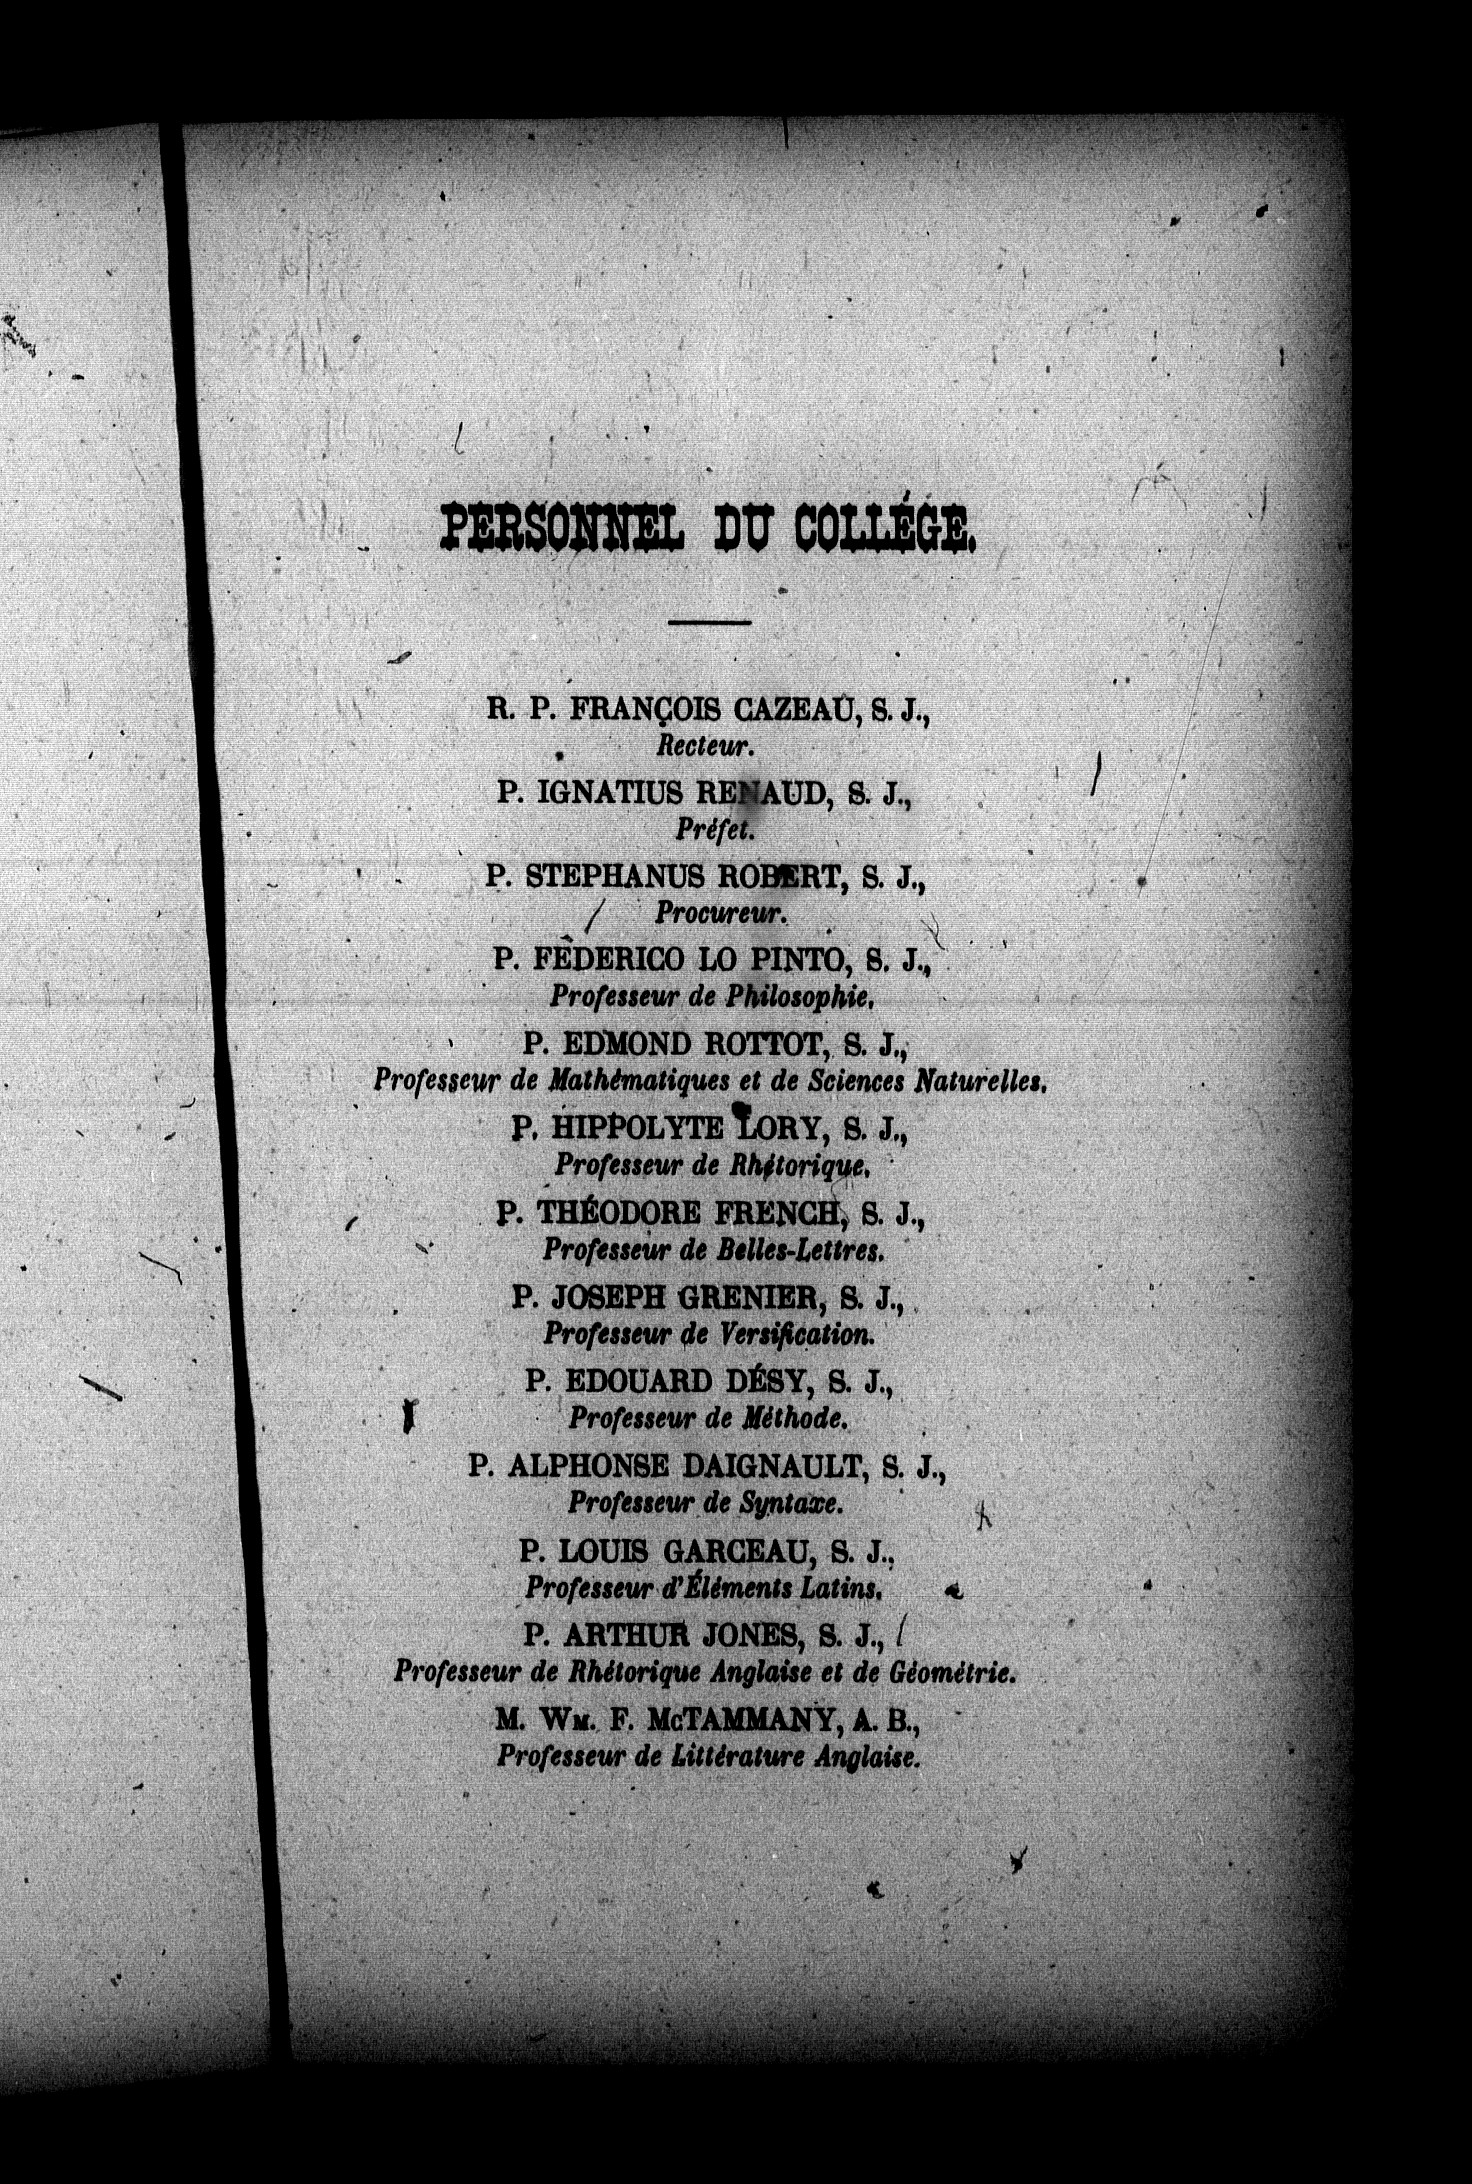 PERSONNEL DU COLLÉGE.
R. P. FRANÇOIS CAZEAU, S. J.,
Recteur.
P. IGNATIUS RENAUD, S. J.,
Préfet.
P. STEPHANUS ROBERT, S. J.,
Procureur.
P. FÉDERICO LO PINTO, S. J.,
Professeur de Philosophie.
P. EDMOND ROTTOT, S. J.,
Professeur de Mathématiques et de Sciences Naturelles.
P. HIPPOLYTE LORY, S. J.,
Professeur de Rhétorique.
P. THÉODORE FRENCH, S. J.,
Professeur de Belles-Lettres.
P. JOSEPH GRENIER, S. J.,
Professeur de Versification.
P. EDOUARD DÉSY, S. J.,
Professeur de Méthode.
P. ALPHONSE DAIGNAULT, S. J.,
Professeur de Syntaxe.
P. LOUIS GARCEAU, S. J.,
Professeur d'Éléments Latins.
P. ARTHUR JONES, S. J.,
Professeur de Rhétorique Anglaise et de Géométrie.
M. WM. F. McTAMMANY, A. B.,
Professeur de Littérature Anglaise.